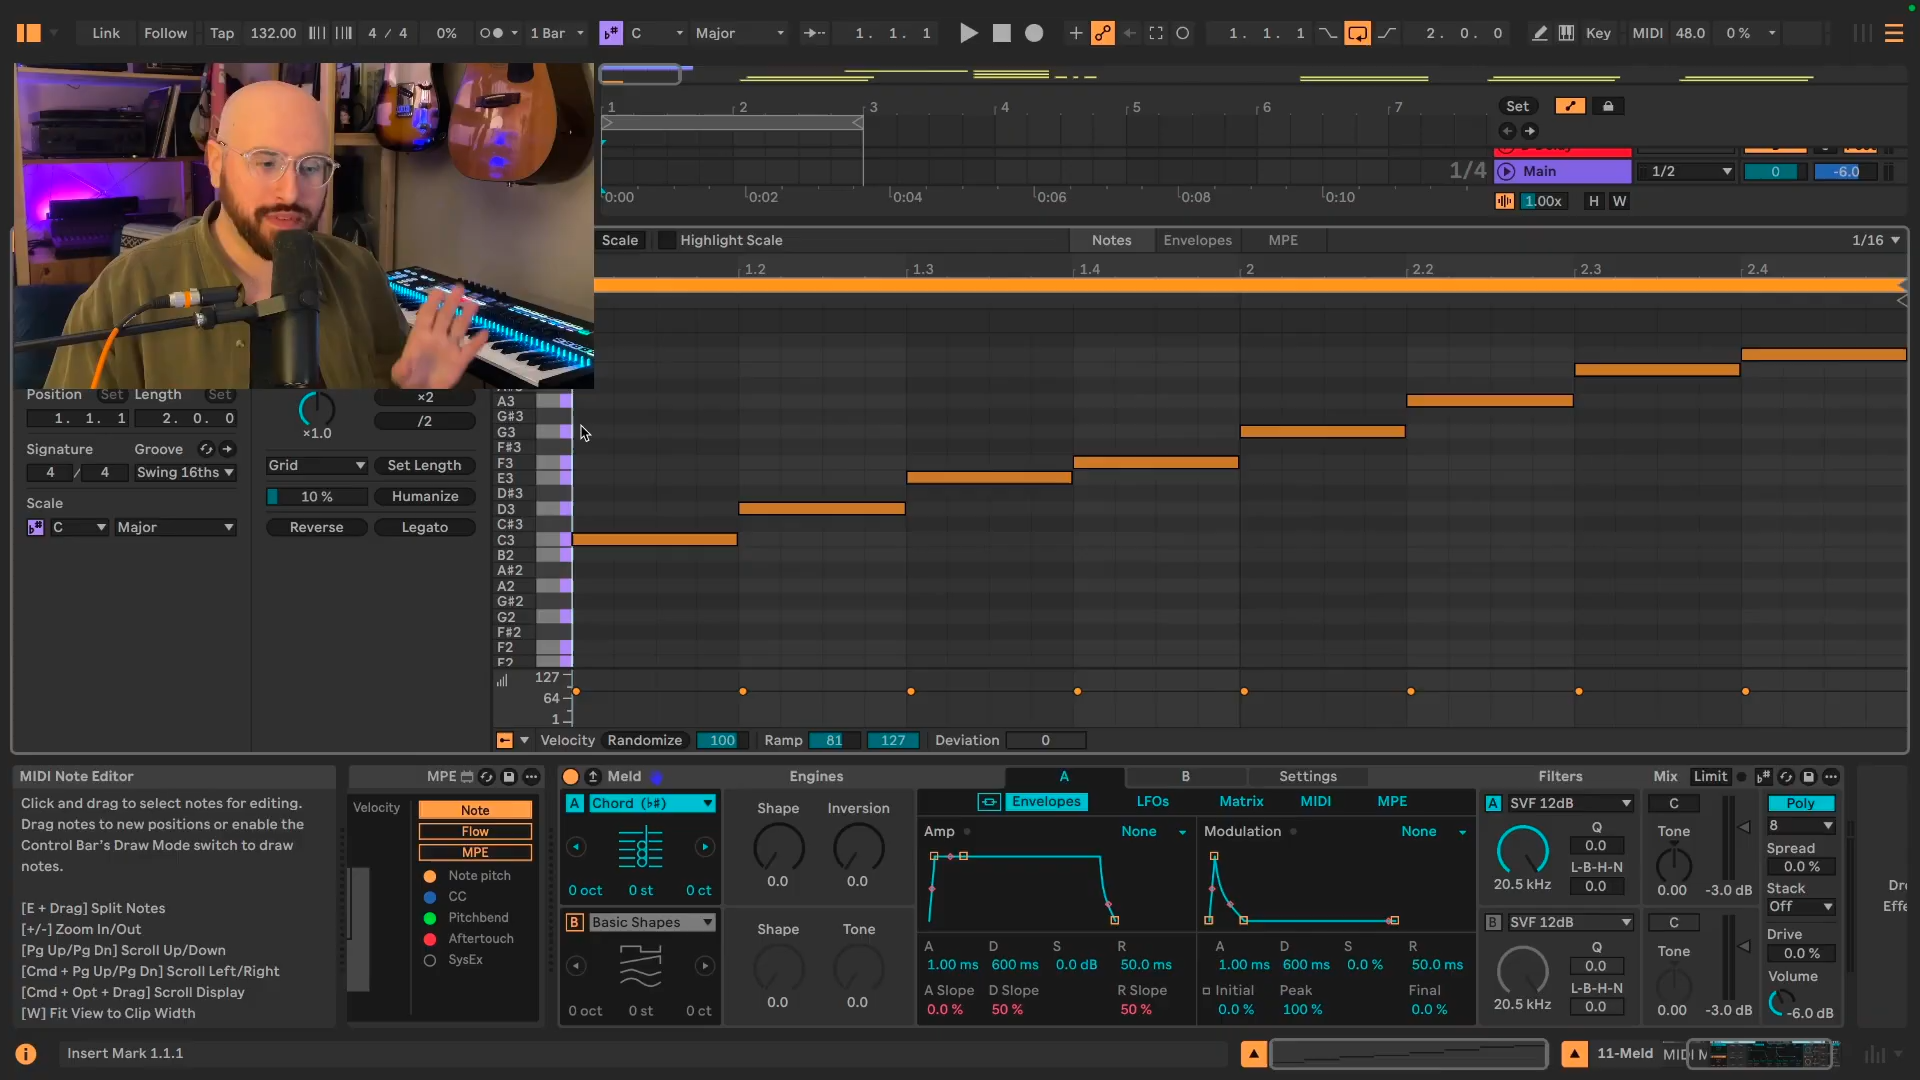 Link Follow Tap 132.00 4 / 4 0% 1 Bar C Major 1. 1. 1 1. 1. 1 2. 0. 0 Key MIDI 48.0 0 %
1 2 3 4 5 6 7 Set
1/4 Main 1/2 0 -6.0
0:00 0:02 0:04 0:06 0:08 0:10 1.00x H W
Scale Highlight Scale Notes Envelopes MPE 1/16
1.2 1.3 1.4 2 2.2 2.3 2.4
Position Set Length Set
1. 1. 1 2. 0. 0
Signature Groove
4 / 4 Swing 16ths
Scale
C Major
×1.0
×2
/2
Grid Set Length
10 % Humanize
Reverse Legato
A3
G#3
G3
F#3
F3
E3
D#3
D3
C#3
C3
B2
A#2
A2
G#2
G2
F#2
F2
E2
127
64
1
Velocity Randomize 100 Ramp 81 127 Deviation 0
MIDI Note Editor
Click and drag to select notes for editing.
Drag notes to new positions or enable the
Control Bar's Draw Mode switch to draw
notes.
[E + Drag] Split Notes
[+/-] Zoom In/Out
[Pg Up/Pg Dn] Scroll Up/Down
[Cmd + Pg Up/Pg Dn] Scroll Left/Right
[Cmd + Opt + Drag] Scroll Display
[W] Fit View to Clip Width
MPE
Velocity Note
Flow
MPE
Note pitch
CC
Pitchbend
Aftertouch
SysEx
Meld Engines A B Settings Filters Mix Limit
A Chord (♭#)
0 oct 0 st 0 ct
B Basic Shapes
0 oct 0 st 0 ct
Shape Inversion
0.0 0.0
Shape Tone
0.0 0.0
Envelopes LFOs Matrix MIDI MPE
Amp None Modulation None
A D S R A D S R
1.00 ms 600 ms 0.0 dB 50.0 ms 1.00 ms 600 ms 0.0 % 50.0 ms
A Slope D Slope R Slope Initial Peak Final
0.0 % 50 % 50 % 0.0 % 100 % 0.0 %
A SVF 12dB C
Q Tone
0.0
L-B-H-N
20.5 kHz 0.0 0.00 -3.0 dB
B SVF 12dB C
Q Tone
0.0
L-B-H-N
20.5 kHz 0.0 0.00 -3.0 dB
Poly
8
Spread
0.0 %
Stack
Off
Drive
0.0 %
Volume
-6.0 dB
Insert Mark 1.1.1 11-Meld